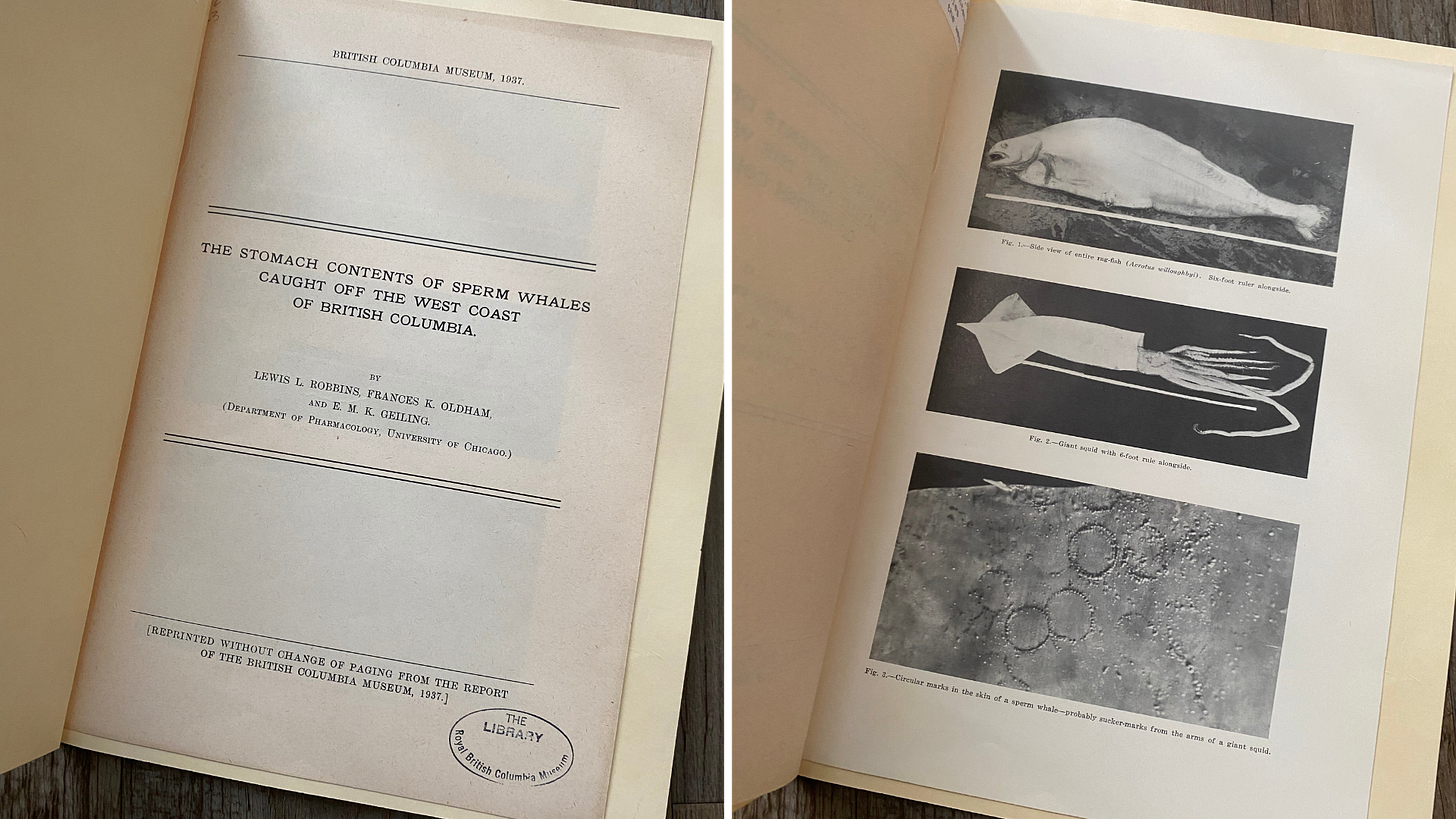 BRITISH COLUMBIA MUSEUM, 1937.
THE STOMACH CONTENTS OF SPERM WHALES
CAUGHT OFF THE WEST COAST
OF BRITISH COLUMBIA.
BY
LEWIS L. ROBBINS, FRANCES K. OLDHAM,
AND E. M. K. GEILING.
(DEPARTMENT OF PHARMACOLOGY, UNIVERSITY OF CHICAGO.)
[REPRINTED WITHOUT CHANGE OF PAGING FROM THE REPORT
OF THE BRITISH COLUMBIA MUSEUM, 1937.]
THE
LIBRARY
Royal British Columbia Museum
Fig. 1.—Side view of entire rag-fish (Acrotus willoughbyi). Six-foot ruler alongside.
Fig. 2.—Giant squid with 6-foot rule alongside.
Fig. 3.—Circular marks in the skin of a sperm whale—probably sucker-marks from the arms of a giant squid.